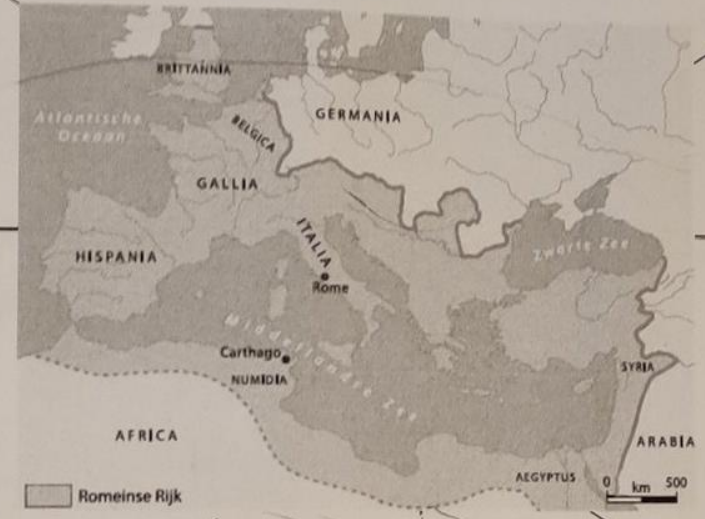 BRITTANNIA
Atlantische
Oceaan
GERMANIA
BELGICA
GALLIA
HISPANIA
ITALIA
Zwarte Zee
Rome
Middellandse Zee
Carthago
NUMIDIA
SYRIA
AFRICA
ARABIA
AEGYPTUS
0 km 500
Romeinse Rijk